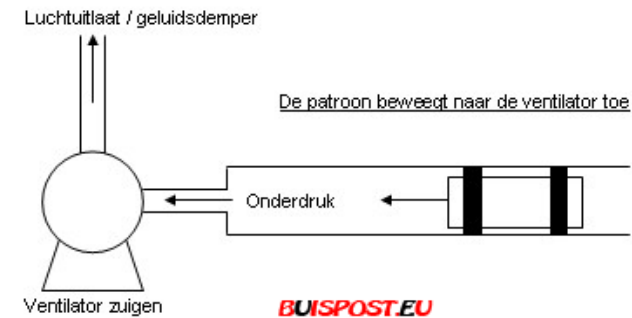 Luchtuitlaat / geluidsdemper
De patroon beweegt naar de ventilator toe
Onderdruk
Ventilator zuigen
BUISPOST.EU